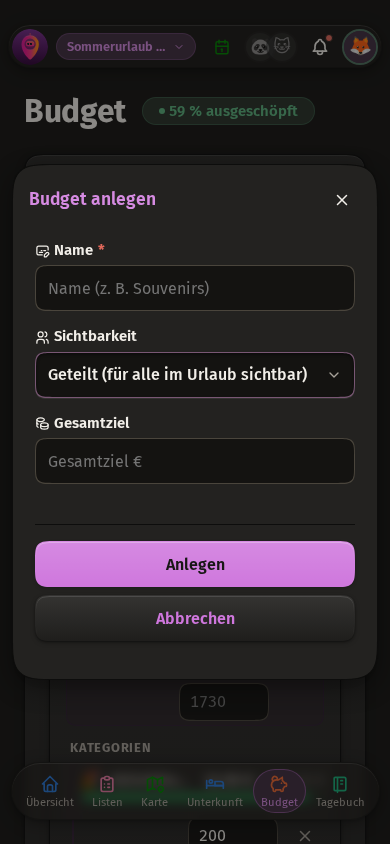 Sommerurlaub ...
Budget
59 % ausgeschöpft
Budget anlegen
Name *
Name (z. B. Souvenirs)
Sichtbarkeit
Geteilt (für alle im Urlaub sichtbar)
Gesamtziel
Gesamtziel €
Anlegen
Abbrechen
1730
KATEGORIEN
Übersicht
Listen
Karte
Unterkunft
Budget
Tagebuch
200